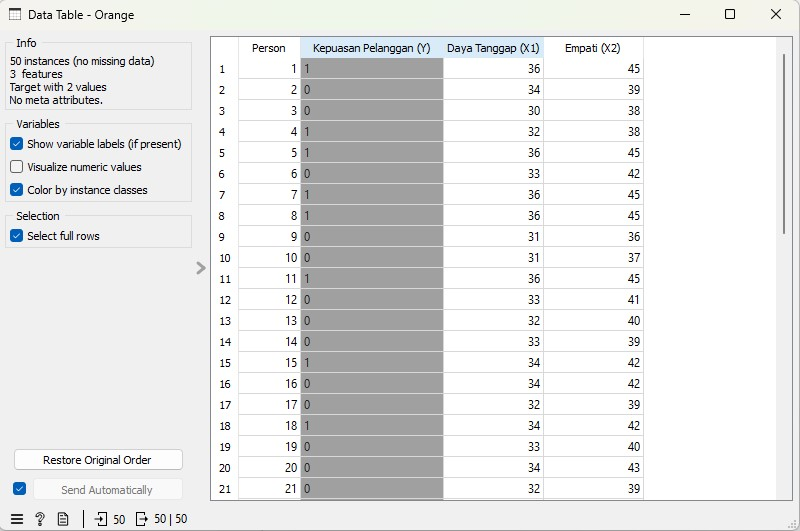 Data Table - Orange
Info
50 instances (no missing data)
3 features
Target with 2 values
No meta attributes.
Variables
Show variable labels (if present)
Visualize numeric values
Color by instance classes
Selection
Select full rows
Restore Original Order
Send Automatically
50
50 | 50
Person Kepuasan Pelanggan (Y) Daya Tanggap (X1) Empati (X2)
1 1 1 36 45
2 2 0 34 39
3 3 0 30 38
4 4 1 32 38
5 5 1 36 45
6 6 0 33 42
7 7 1 36 45
8 8 1 36 45
9 9 0 31 36
10 10 0 31 37
11 11 1 36 45
12 12 0 33 41
13 13 0 32 40
14 14 0 33 39
15 15 1 34 42
16 16 0 34 42
17 17 0 32 39
18 18 1 34 42
19 19 0 33 40
20 20 0 34 43
21 21 0 32 39